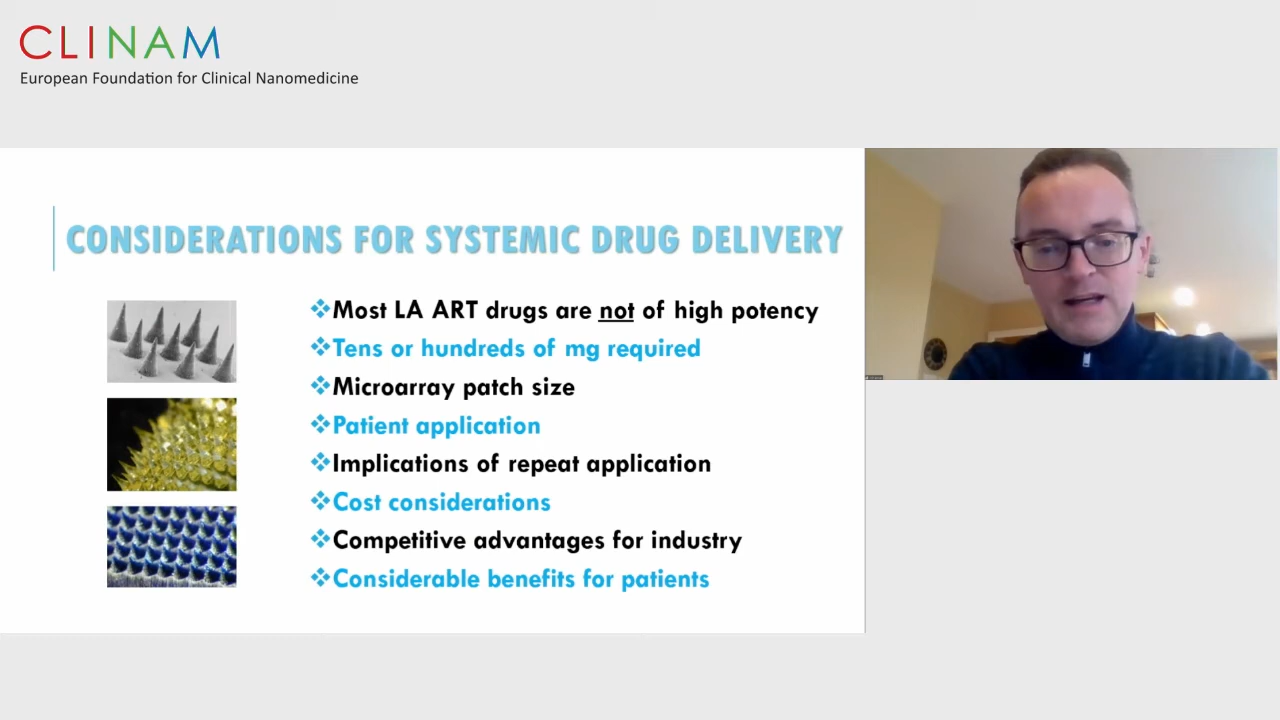 CLINAM
European Foundation for Clinical Nanomedicine
CONSIDERATIONS FOR SYSTEMIC DRUG DELIVERY
❖Most LA ART drugs are not of high potency
❖Tens or hundreds of mg required
❖Microarray patch size
❖Patient application
❖Implications of repeat application
❖Cost considerations
❖Competitive advantages for industry
❖Considerable benefits for patients